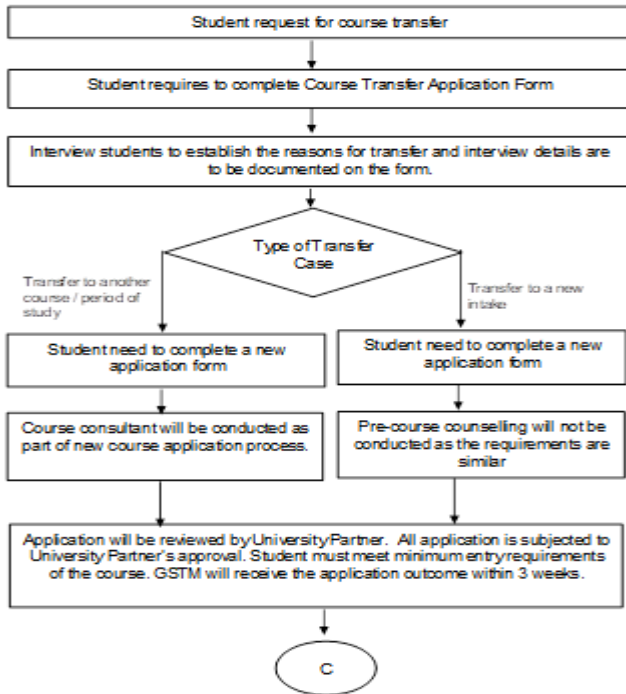 Student request for course transfer
Student requires to complete Course Transfer Application Form
Interview students to establish the reasons for transfer and interview details are
to be documented on the form.
Type of Transfer
Case
Transfer to another
course / period of
study
Transfer to a new
intake
Student need to complete a new
application form
Student need to complete a new
application form
Course consultant will be conducted as
part of new course application process.
Pre-course counselling will not be
conducted as the requirements are
similar
Application will be reviewed by University Partner. All application is subjected to
University Partner's approval. Student must meet minimum entry requirements
of the course. GSTM will receive the application outcome within 3 weeks.
C